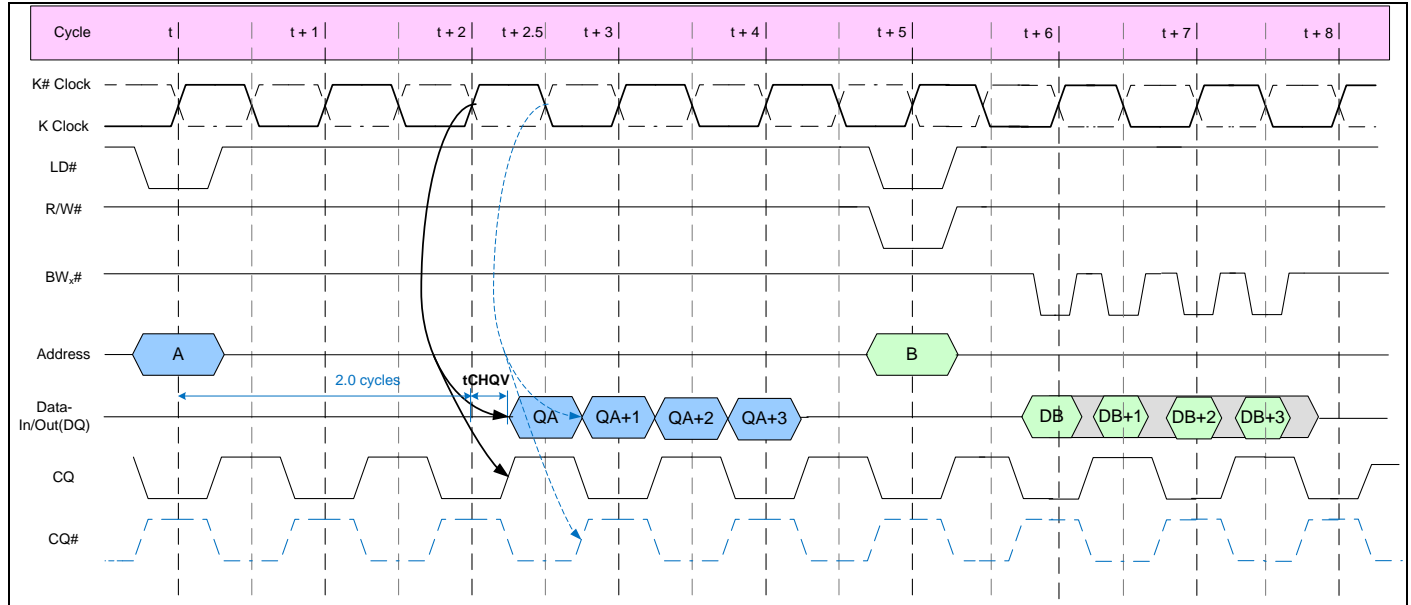 Cycle t t + 1 t + 2 t + 2.5 t + 3 t + 4 t + 5 t + 6 t + 7 t + 8
K# Clock
K Clock
LD#
R/W#
BWx#
Address A B
2.0 cycles tCHQV
Data-
In/Out(DQ) QA QA+1 QA+2 QA+3 DB DB+1 DB+2 DB+3
CQ
CQ#